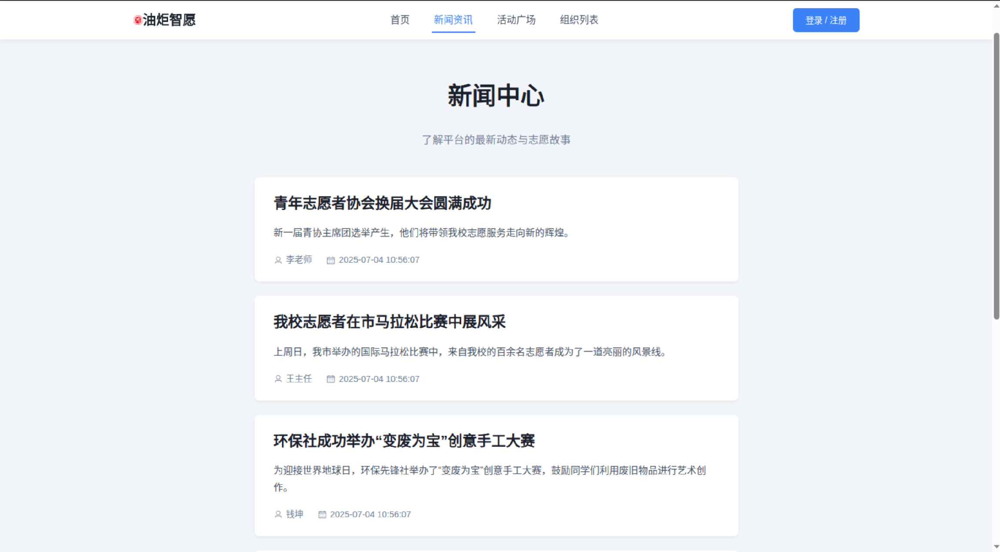 油炬智愿
首页 新闻资讯 活动广场 组织列表
登录 / 注册
新闻中心
了解平台的最新动态与志愿故事
青年志愿者协会换届大会圆满成功
新一届青协主席团选举产生，他们将带领我校志愿服务走向新的辉煌。
李老师 2025-07-04 10:56:07
我校志愿者在市马拉松比赛中展风采
上周日，我市举办的国际马拉松比赛中，来自我校的百余名志愿者成为了一道亮丽的风景线。
王主任 2025-07-04 10:56:07
环保社成功举办“变废为宝”创意手工大赛
为迎接世界地球日，环保先锋社举办了“变废为宝”创意手工大赛，鼓励同学们利用废旧物品进行艺术创
作。
钱坤 2025-07-04 10:56:07